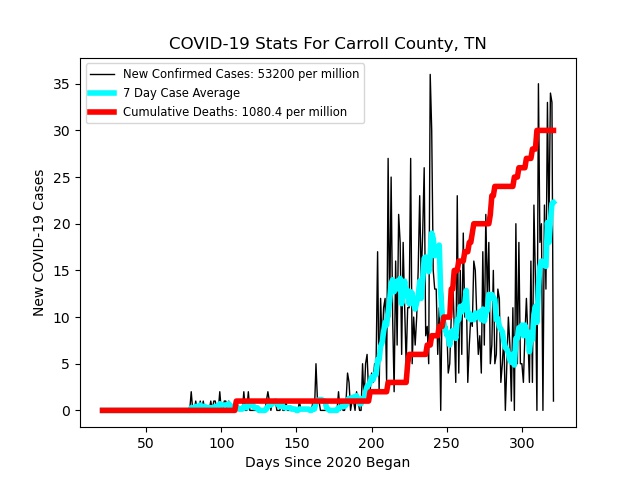 COVID-19 Stats For Carroll County, TN
New Confirmed Cases: 53200 per million
7 Day Case Average
Cumulative Deaths: 1080.4 per million
New COVID-19 Cases
35
30
25
20
15
10
5
0
50 100 150 200 250 300
Days Since 2020 Began